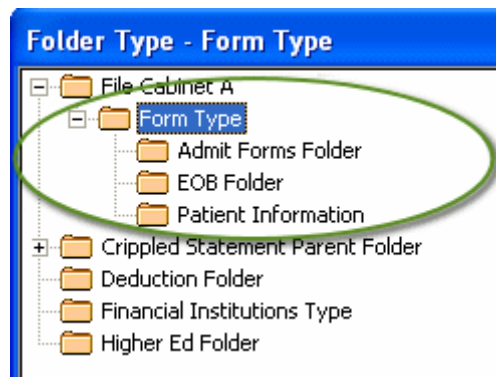 Folder Type - Form Type
File Cabinet A
Form Type
Admit Forms Folder
EOB Folder
Patient Information
Crippled Statement Parent Folder
Deduction Folder
Financial Institutions Type
Higher Ed Folder